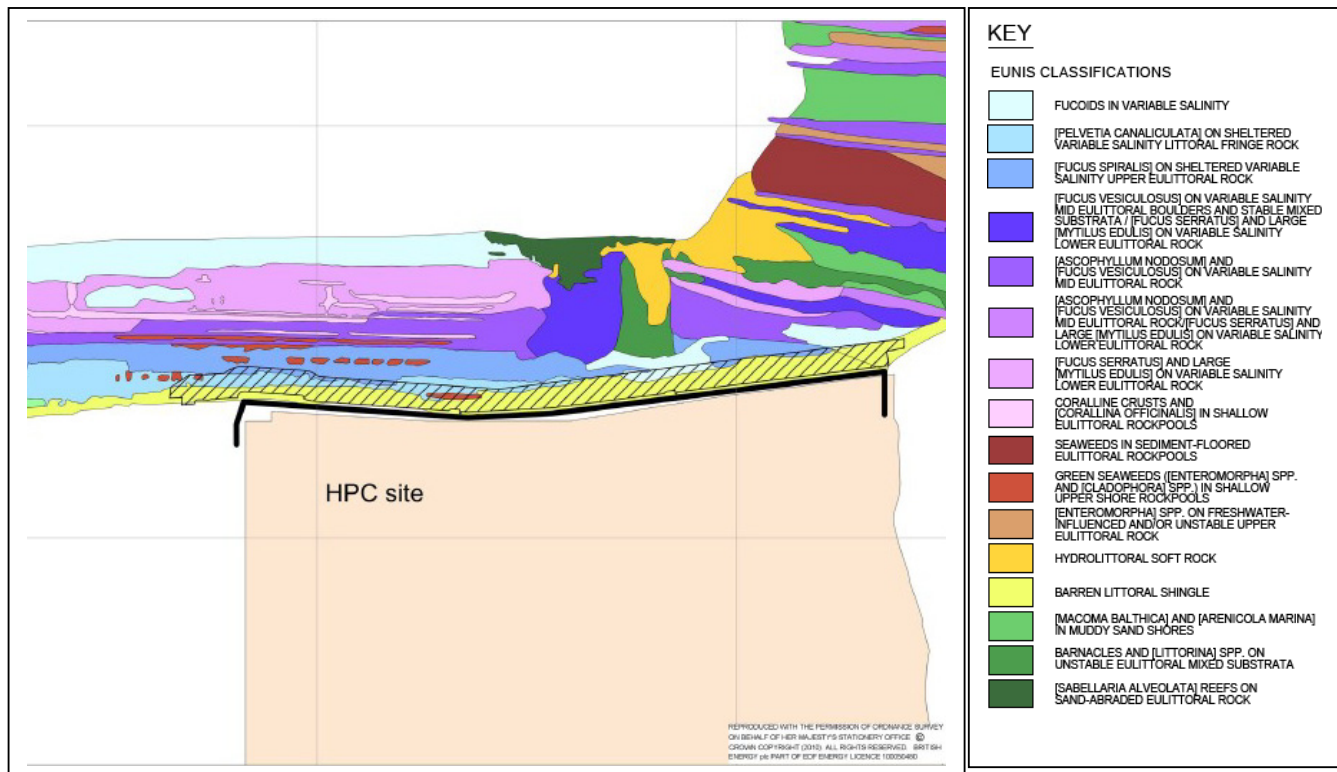 HPC site
REPRODUCED WITH THE PERMISSION OF ORDNANCE SURVEY
ON BEHALF OF HER MAJESTY'S STATIONERY OFFICE ©
CROWN COPYRIGHT (2010) ALL RIGHTS RESERVED BRITISH
ENERGY plc PART OF EDF ENERGY LICENCE 100050480
KEY
EUNIS CLASSIFICATIONS
FUCOIDS IN VARIABLE SALINITY
[PELVETIA CANALICULATA] ON SHELTERED
VARIABLE SALINITY LITTORAL FRINGE ROCK
[FUCUS SPIRALIS] ON SHELTERED VARIABLE
SALINITY UPPER EULITTORAL ROCK
[FUCUS VESICULOSUS] ON VARIABLE SALINITY
MID EULITTORAL BOULDERS AND STABLE MIXED
SUBSTRATA / [FUCUS SERRATUS] AND LARGE
[MYTILUS EDULIS] ON VARIABLE SALINITY
LOWER EULITTORAL ROCK
[ASCOPHYLLUM NODOSUM] AND
[FUCUS VESICULOSUS] ON VARIABLE SALINITY
MID EULITTORAL ROCK
[ASCOPHYLLUM NODOSUM] AND
[FUCUS VESICULOSUS] ON VARIABLE SALINITY
MID EULITTORAL ROCK/[FUCUS SERRATUS] AND
LARGE [MYTILUS EDULIS] ON VARIABLE SALINITY
LOWER EULITTORAL ROCK
[FUCUS SERRATUS] AND LARGE
[MYTILUS EDULIS] ON VARIABLE SALINITY
LOWER EULITTORAL ROCK
CORALLINE CRUSTS AND
[CORALLINA OFFICINALIS] IN SHALLOW
EULITTORAL ROCKPOOLS
SEAWEEDS IN SEDIMENT-FLOORED
EULITTORAL ROCKPOOLS
GREEN SEAWEEDS ([ENTEROMORPHA] SPP.
AND [CLADOPHORA] SPP.) IN SHALLOW
UPPER SHORE ROCKPOOLS
[ENTEROMORPHA] SPP. ON FRESHWATER-
INFLUENCED AND/OR UNSTABLE UPPER
EULITTORAL ROCK
HYDROLITTORAL SOFT ROCK
BARREN LITTORAL SHINGLE
[MACOMA BALTHICA] AND [ARENICOLA MARINA]
IN MUDDY SAND SHORES
BARNACLES AND [LITTORINA] SPP. ON
UNSTABLE EULITTORAL MIXED SUBSTRATA
[SABELLARIA ALVEOLATA] REEFS ON
SAND-ABRADED EULITTORAL ROCK